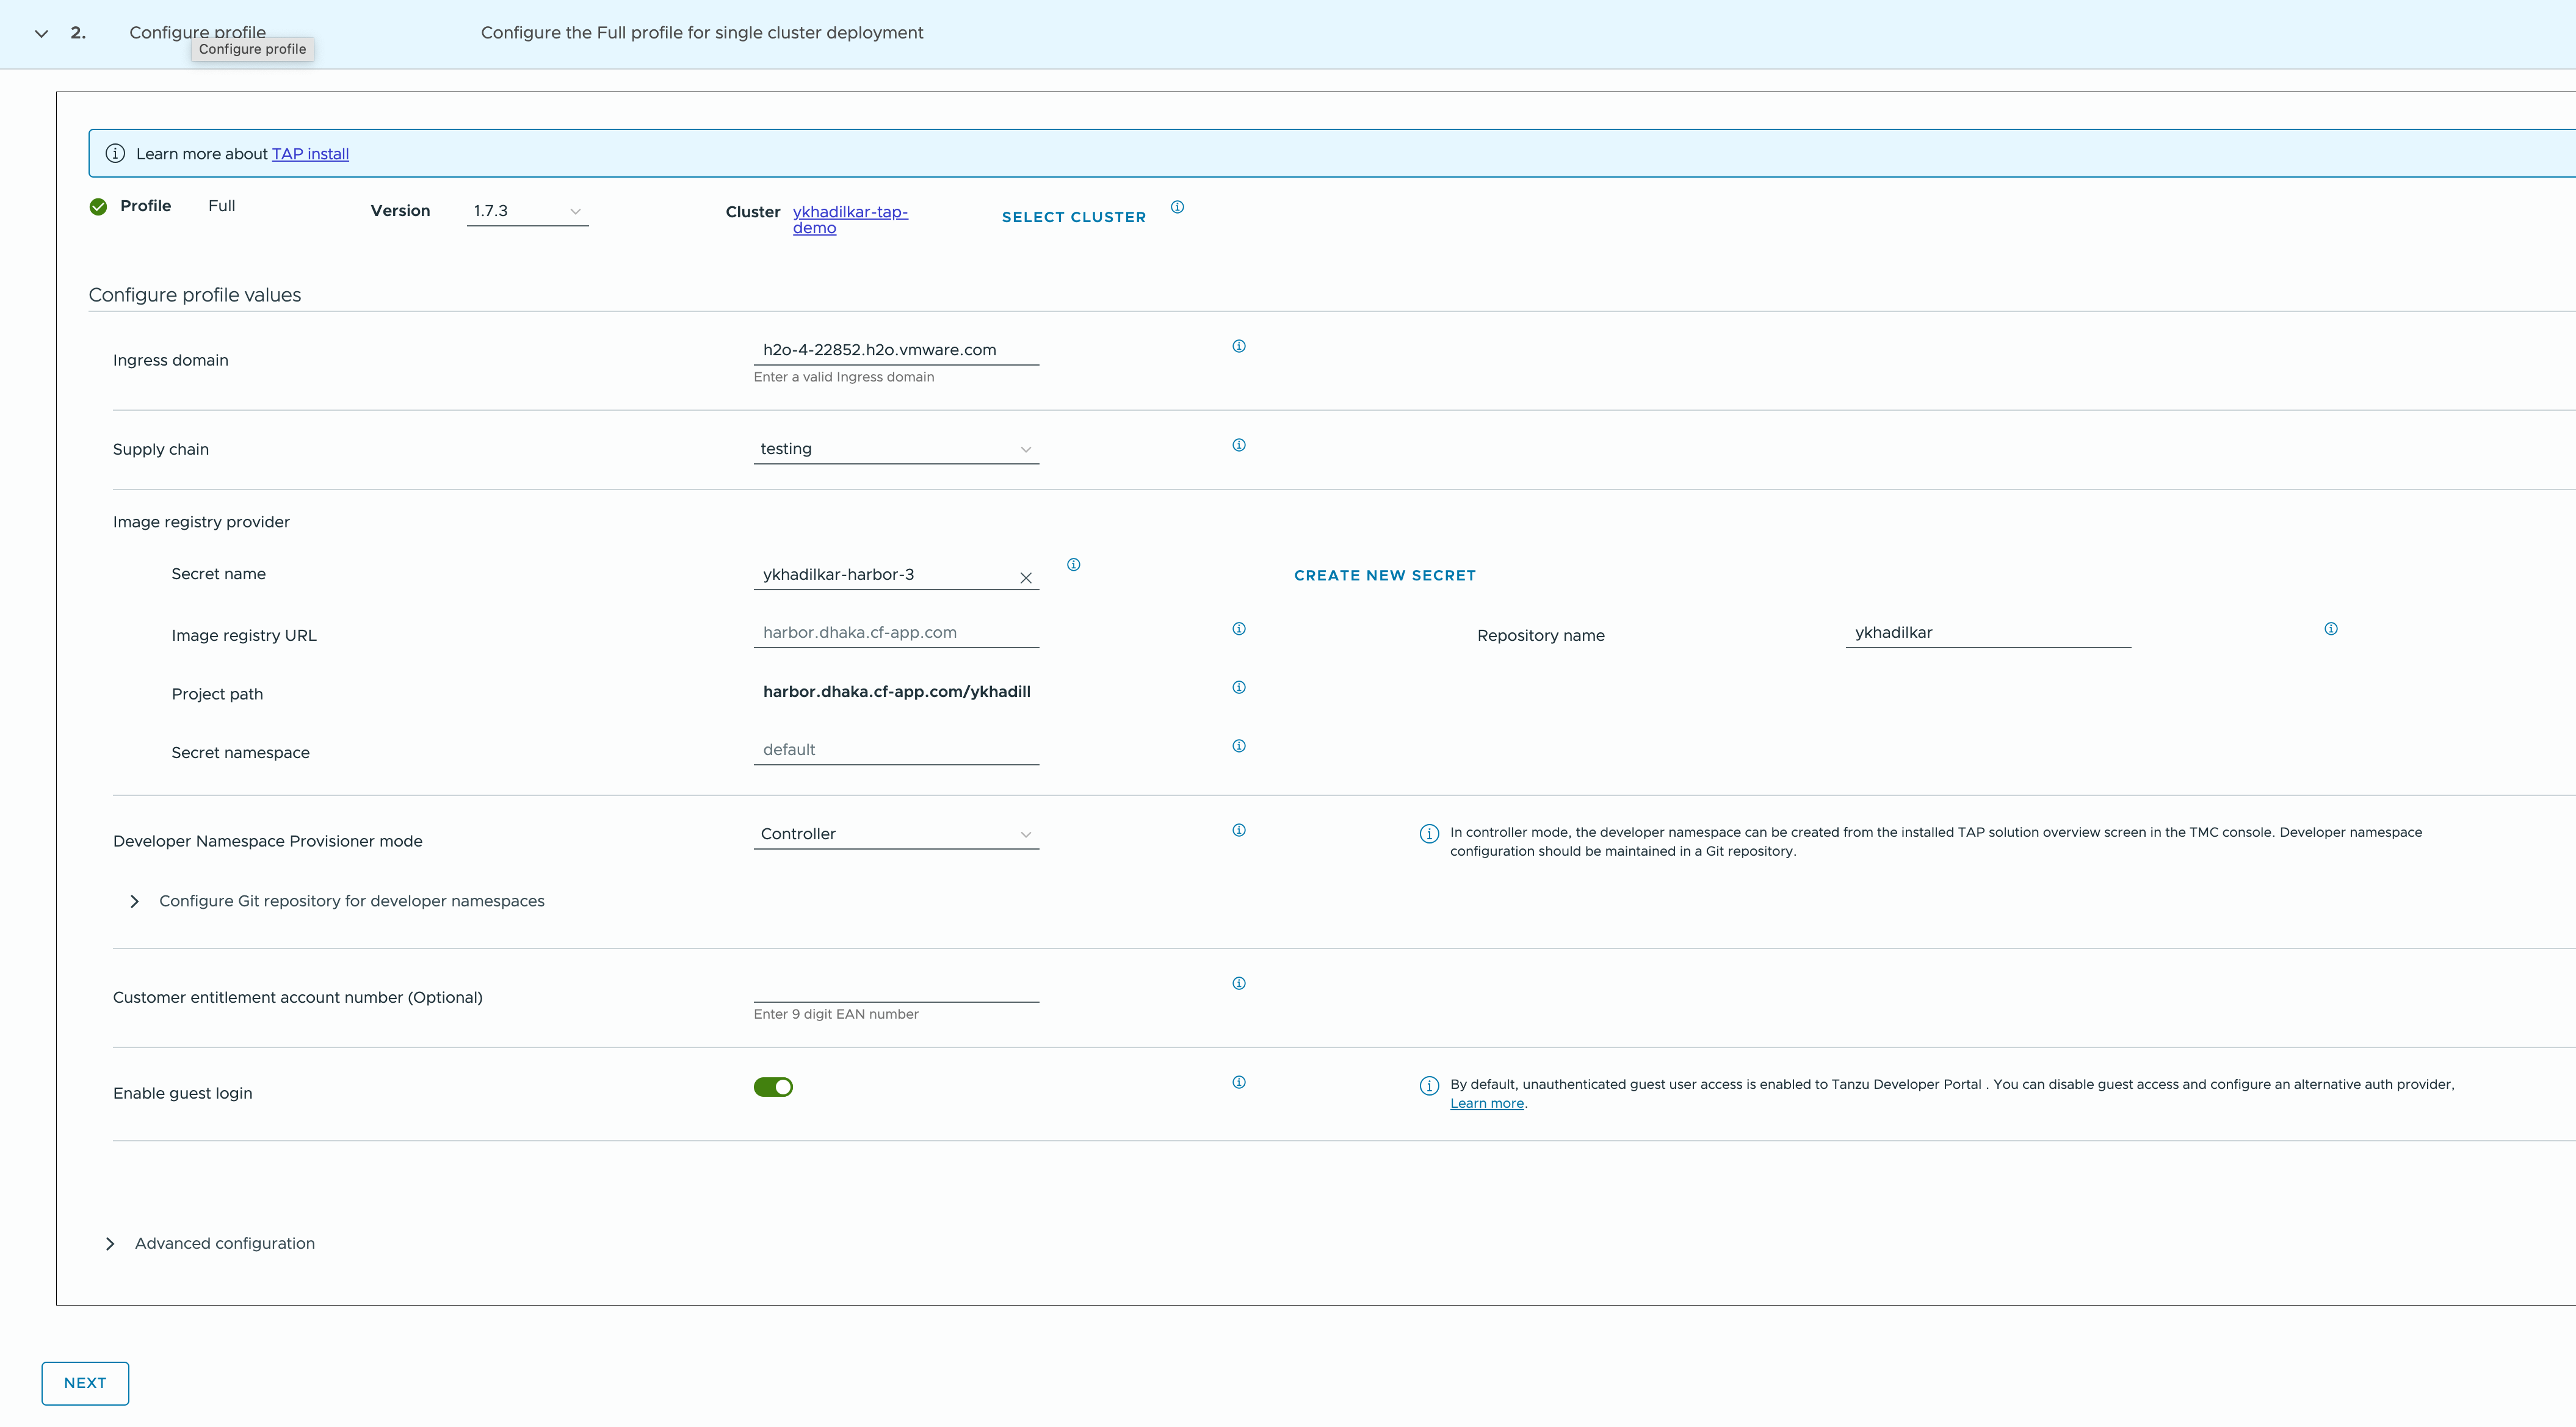 2.
Configure profile
Configure the Full profile for single cluster deployment
Configure profile
Learn more about TAP install
Profile
Full
Version
1.7.3
Cluster
ykhadilkar-tap-
demo
SELECT CLUSTER
Configure profile values
Ingress domain
h2o-4-22852.h2o.vmware.com
Enter a valid Ingress domain
Supply chain
testing
Image registry provider
Secret name
ykhadilkar-harbor-3
CREATE NEW SECRET
Image registry URL
harbor.dhaka.cf-app.com
Repository name
ykhadilkar
Project path
harbor.dhaka.cf-app.com/ykhadill
Secret namespace
default
Developer Namespace Provisioner mode
Controller
In controller mode, the developer namespace can be created from the installed TAP solution overview screen in the TMC console. Developer namespace
configuration should be maintained in a Git repository.
Configure Git repository for developer namespaces
Customer entitlement account number (Optional)
Enter 9 digit EAN number
Enable guest login
By default, unauthenticated guest user access is enabled to Tanzu Developer Portal . You can disable guest access and configure an alternative auth provider,
Learn more.
Advanced configuration
NEXT